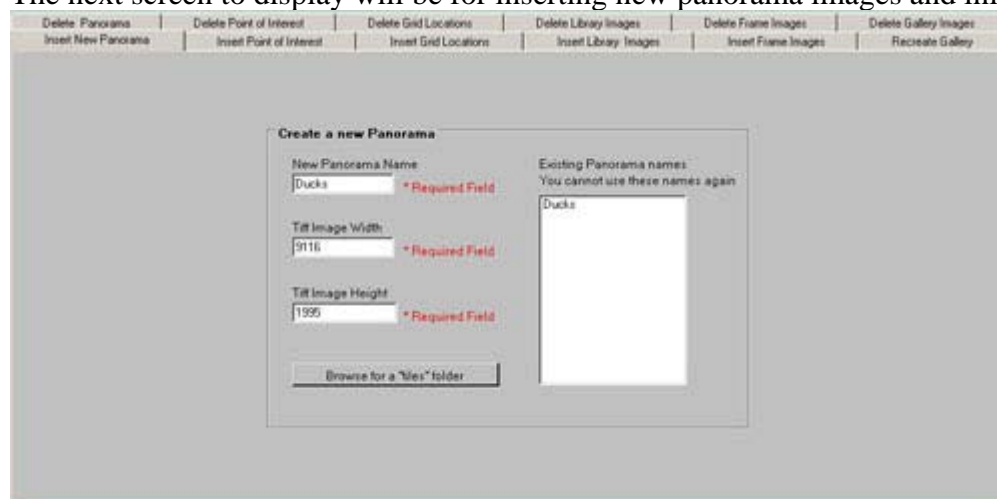 The next screen to display will be for inserting new panorama images and
Delete Panorama Delete Point of Interest Delete Grid Locations Delete Library Images Delete Frame Images Delete Gallery Images
Insert New Panorama Insert Point of Interest Insert Grid Locations Insert Library Images Insert Frame Images Recreate Gallery
Create a new Panorama
New Panorama Name
Ducks * Required Field
Tiff Image Width
9116 * Required Field
Tiff Image Height
1995 * Required Field
Browse for a "tiles" folder
Existing Panorama names
You cannot use these names again
Ducks